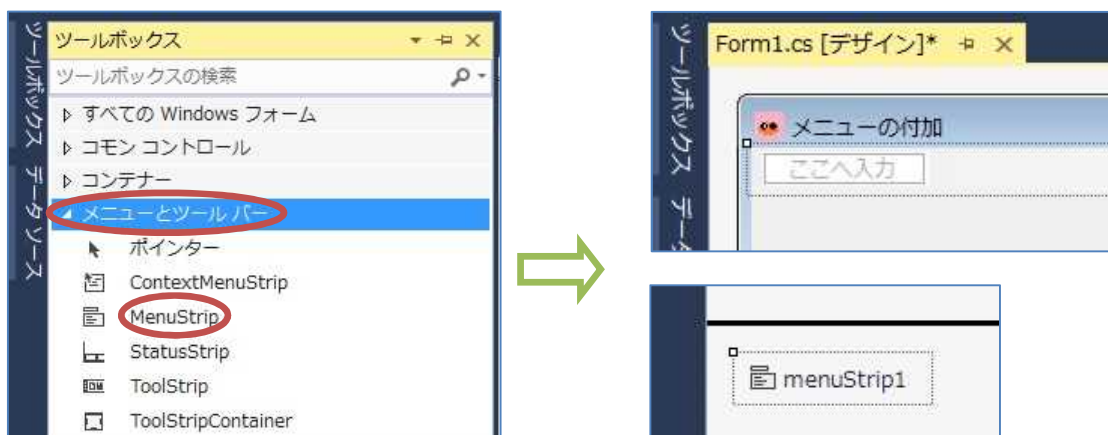 ツールボックス データソース
ツールボックス
ツールボックスの検索
すべての Windows フォーム
コモン コントロール
コンテナー
メニューとツール バー
ポインター
ContextMenuStrip
MenuStrip
StatusStrip
ToolStrip
ToolStripContainer
ツールボックス データ
Form1.cs [デザイン]*
メニューの付加
ここへ入力
menuStrip1